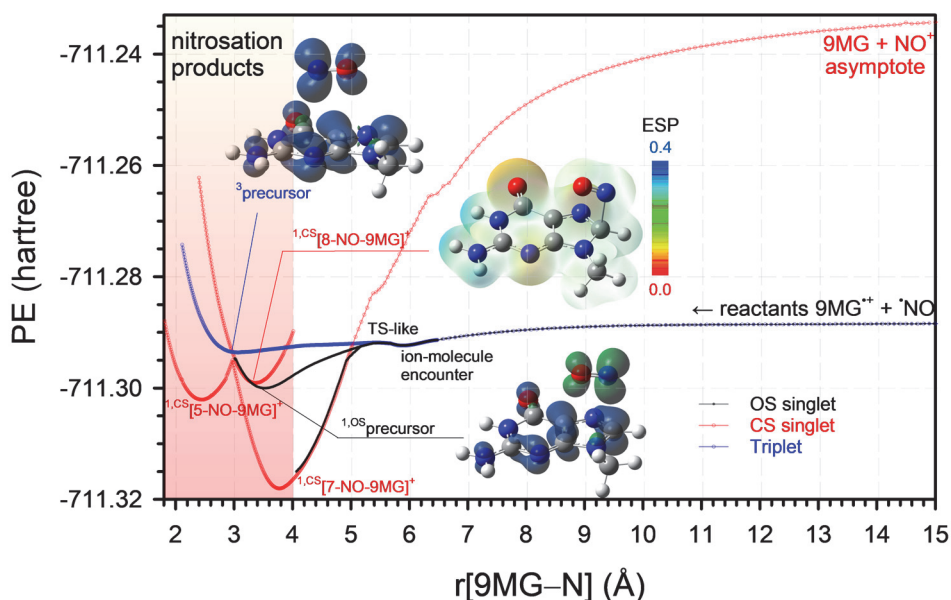 -711.24
-711.26
-711.28
-711.30
-711.32
PE (hartree)
nitrosation
products
9MG + NO⁺
asymptote
ESP
0.4
0.0
³precursor
¹,ᶜˢ[8-NO-9MG]⁺
← reactants 9MG•⁺ + •NO
TS-like
ion-molecule
encounter
¹,ᶜˢ[5-NO-9MG]⁺
¹,ᴼˢprecursor
¹,ᶜˢ[7-NO-9MG]⁺
OS singlet
CS singlet
Triplet
2 3 4 5 6 7 8 9 10 11 12 13 14 15
r[9MG–N] (Å)